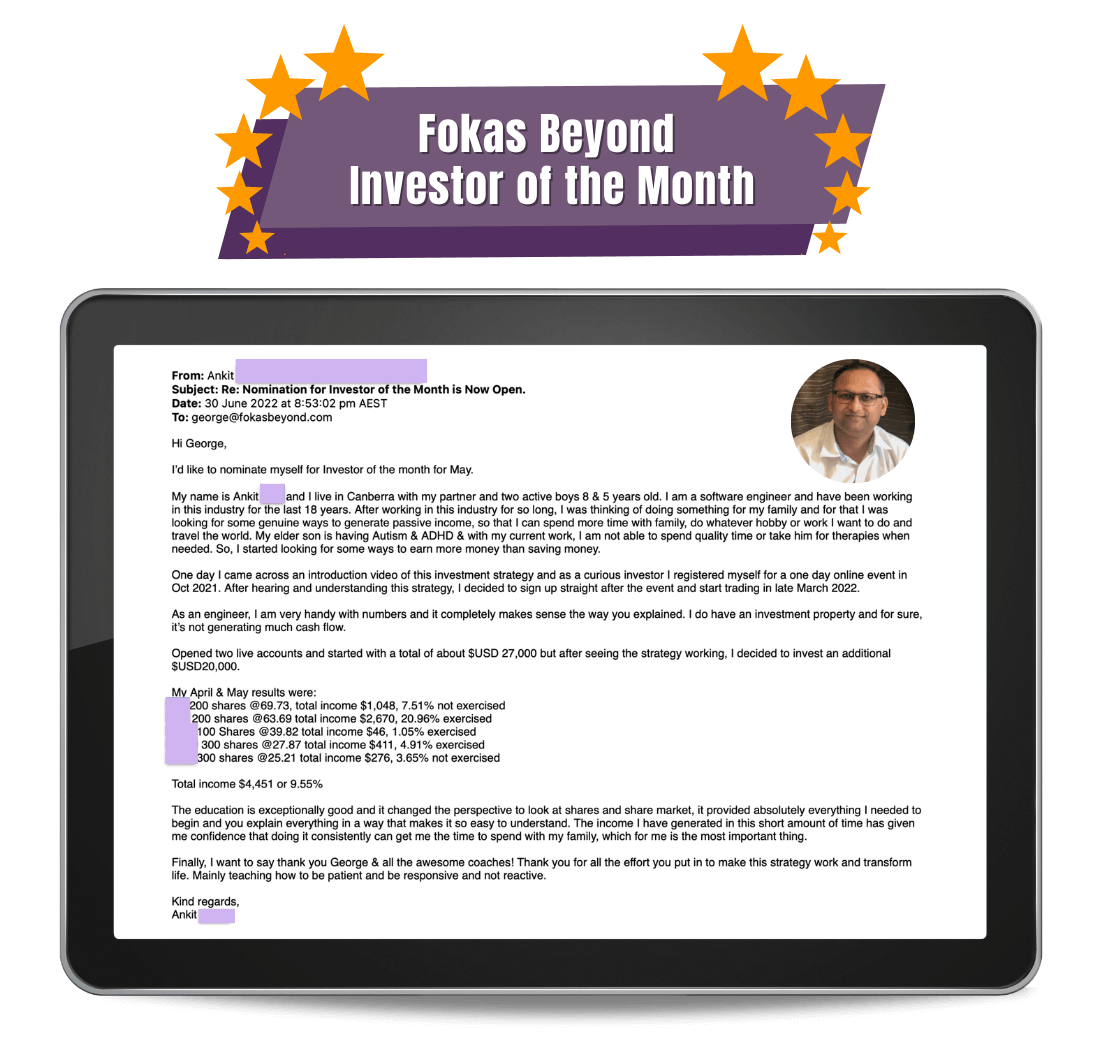 Fokas Beyond
Investor of the Month
From: Ankit
Subject: Re: Nomination for Investor of the Month is Now Open.
Date: 30 June 2022 at 8:53:02 pm AEST
To: george@fokasbeyond.com
Hi George,
I'd like to nominate myself for Investor of the month for May.
My name is Ankit and I live in Canberra with my partner and two active boys 8 & 5 years old. I am a software engineer and have been working
in this industry for the last 18 years. After working in this industry for so long, I was thinking of doing something for my family and for that I was
looking for some genuine ways to generate passive income, so that I can spend more time with family, do whatever hobby or work I want to do and
travel the world. My elder son is having Autism & ADHD & with my current work, I am not able to spend quality time or take him for therapies when
needed. So, I started looking for some ways to earn more money than saving money.
One day I came across an introduction video of this investment strategy and as a curious investor I registered myself for a one day online event in
Oct 2021. After hearing and understanding this strategy, I decided to sign up straight after the event and start trading in late March 2022.
As an engineer, I am very handy with numbers and it completely makes sense the way you explained. I do have an investment property and for sure,
it's not generating much cash flow.
Opened two live accounts and started with a total of about $USD 27,000 but after seeing the strategy working, I decided to invest an additional
$USD20,000.
My April & May results were:
200 shares @69.73, total income $1,048, 7.51% not exercised
200 shares @63.69 total income $2,670, 20.96% exercised
100 Shares @39.82 total income $46, 1.05% exercised
300 shares @27.87 total income $411, 4.91% exercised
300 shares @25.21 total income $276, 3.65% not exercised
Total income $4,451 or 9.55%
The education is exceptionally good and it changed the perspective to look at shares and share market, it provided absolutely everything I needed to
begin and you explain everything in a way that makes it so easy to understand. The income I have generated in this short amount of time has given
me confidence that doing it consistently can get me the time to spend with my family, which for me is the most important thing.
Finally, I want to say thank you George & all the awesome coaches! Thank you for all the effort you put in to make this strategy work and transform
life. Mainly teaching how to be patient and be responsive and not reactive.
Kind regards,
Ankit